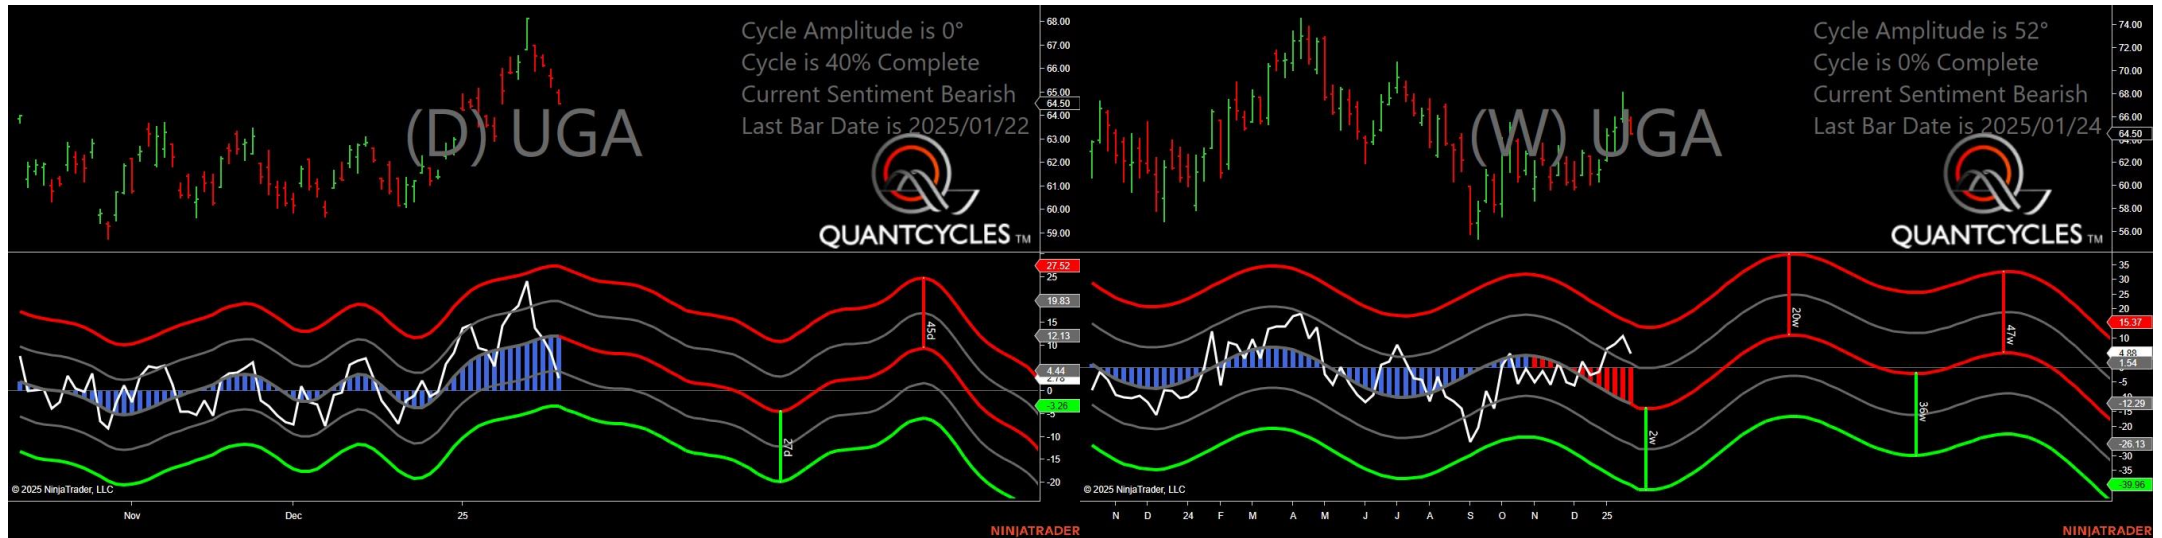 Cycle Amplitude is 0°
Cycle is 40% Complete
Current Sentiment Bearish
Last Bar Date is 2025/01/22
(D) UGA
QUANTCYCLES TM
68.00
67.00
66.00
65.00
64.50
63.00
62.00
61.00
60.00
59.00
27.52
25
19.83
15
12.13
10
4.44
2.78
0
-3.26
-5
-10
-15
-20
45d
27d
© 2025 NinjaTrader, LLC
Nov
Dec
25
NINJATRADER
Cycle Amplitude is 52°
Cycle is 0% Complete
Current Sentiment Bearish
Last Bar Date is 2025/01/24
(W) UGA
QUANTCYCLES TM
74.00
72.00
70.00
68.00
66.00
64.50
64.00
62.00
60.00
58.00
56.00
35
30
25
20
15.37
10
4.88
1.54
-5
-12.29
-15
-20
-26.13
-30
-35
-39.96
20w
47w
36w
2w
© 2025 NinjaTrader, LLC
N D 24 F M A M J J A S O N D 25
NINJATRADER